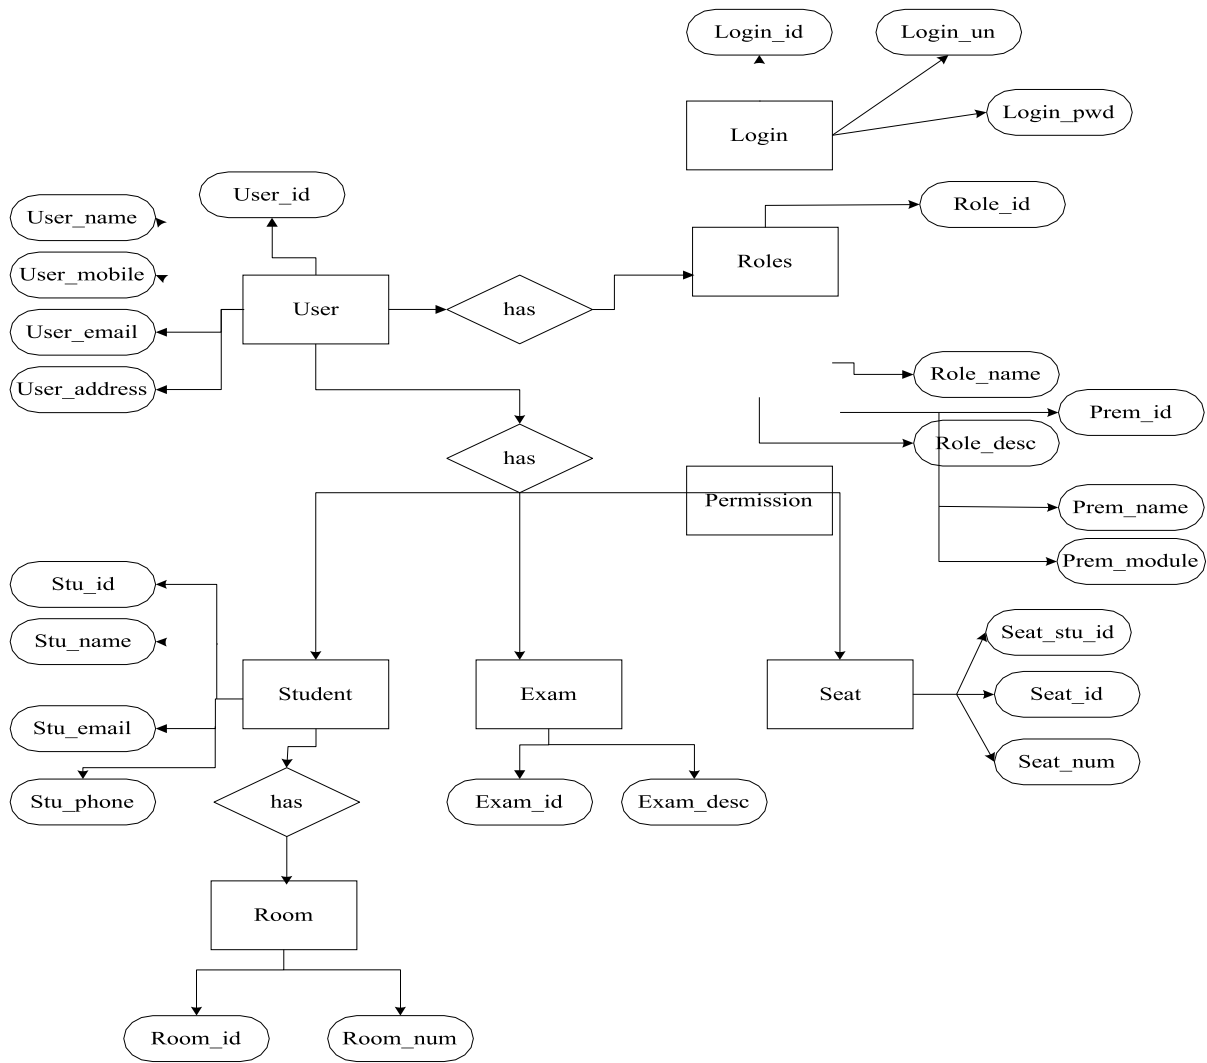 Login_id
Login_un
Login_pwd
Login
User_id
User_name
Role_id
User_mobile
Roles
User
has
User_email
User_address
Role_name
Prem_id
Role_desc
has
Permission
Prem_name
Prem_module
Stu_id
Stu_name
Seat_stu_id
Student
Exam
Seat
Seat_id
Stu_email
Seat_num
Stu_phone
has
Exam_id
Exam_desc
Room
Room_id
Room_num